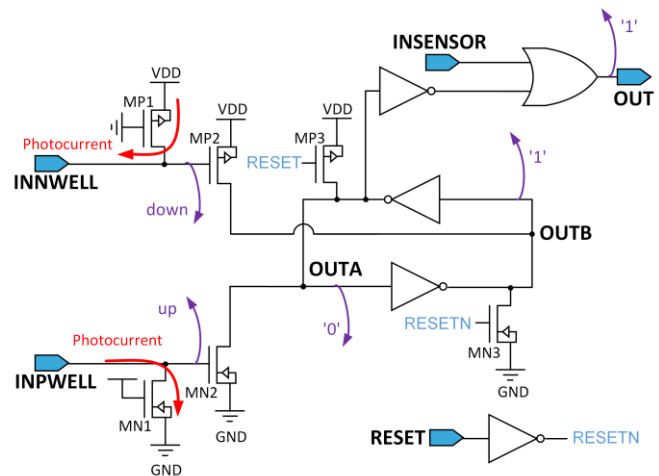 INSENSOR
'1'
OUT
VDD
MP1
VDD
VDD
Photocurrent
MP2
MP3
RESET
INNWELL
'1'
down
OUTB
OUTA
up
Photocurrent
'0'
RESETN
INPWELL
MN2
MN3
MN1
GND
GND
GND
RESET
RESETN